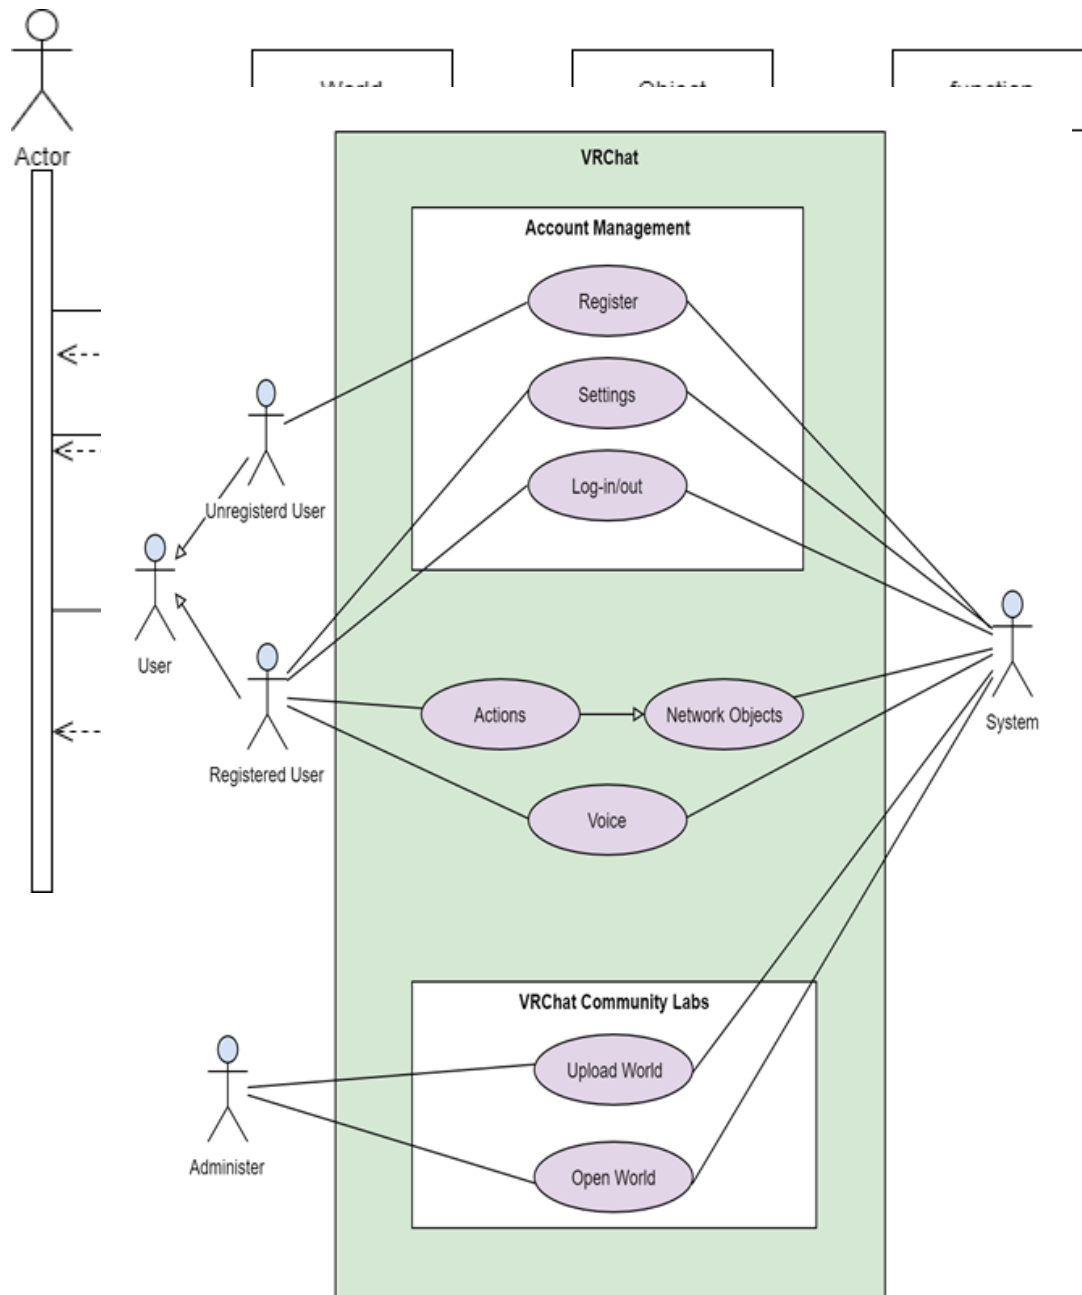 Actor
VRChat
Account Management
Register
Settings
Log-in/out
Unregisterd User
User
Registered User
Actions
Network Objects
System
Voice
VRChat Community Labs
Upload World
Administer
Open World